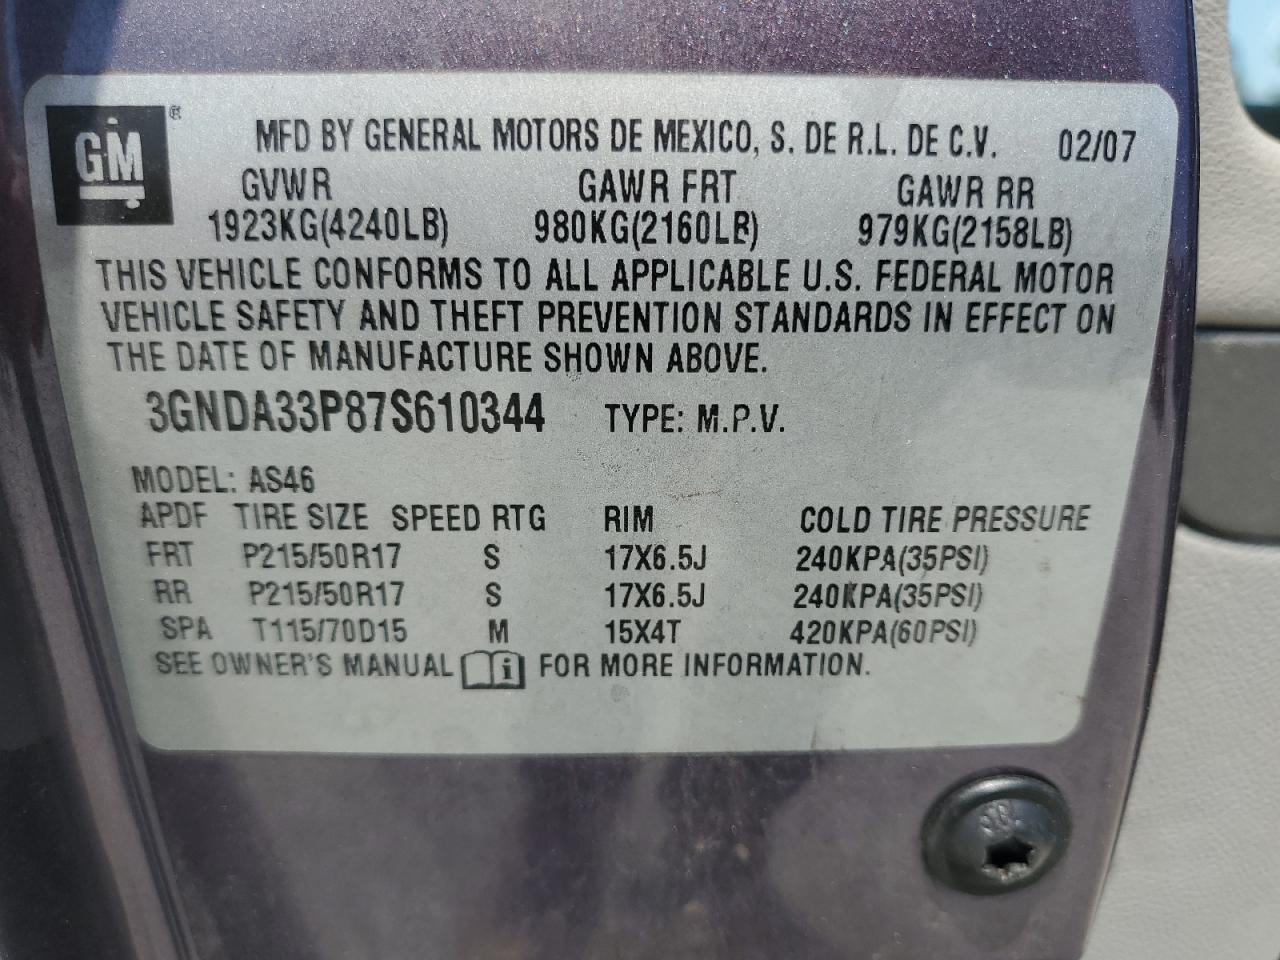 GM®
MFD BY GENERAL MOTORS DE MEXICO, S. DE R.L. DE C.V. 02/07
GVWR GAWR FRT GAWR RR
1923KG(4240LB) 980KG(2160LB) 979KG(2158LB)
THIS VEHICLE CONFORMS TO ALL APPLICABLE U.S. FEDERAL MOTOR
VEHICLE SAFETY AND THEFT PREVENTION STANDARDS IN EFFECT ON
THE DATE OF MANUFACTURE SHOWN ABOVE.
3GNDA33P87S610344 TYPE: M.P.V.
MODEL: AS46
APDF TIRE SIZE SPEED RTG RIM COLD TIRE PRESSURE
FRT P215/50R17 S 17X6.5J 240KPA(35PSI)
RR P215/50R17 S 17X6.5J 240KPA(35PSI)
SPA T115/70D15 M 15X4T 420KPA(60PSI)
SEE OWNER'S MANUAL i FOR MORE INFORMATION.